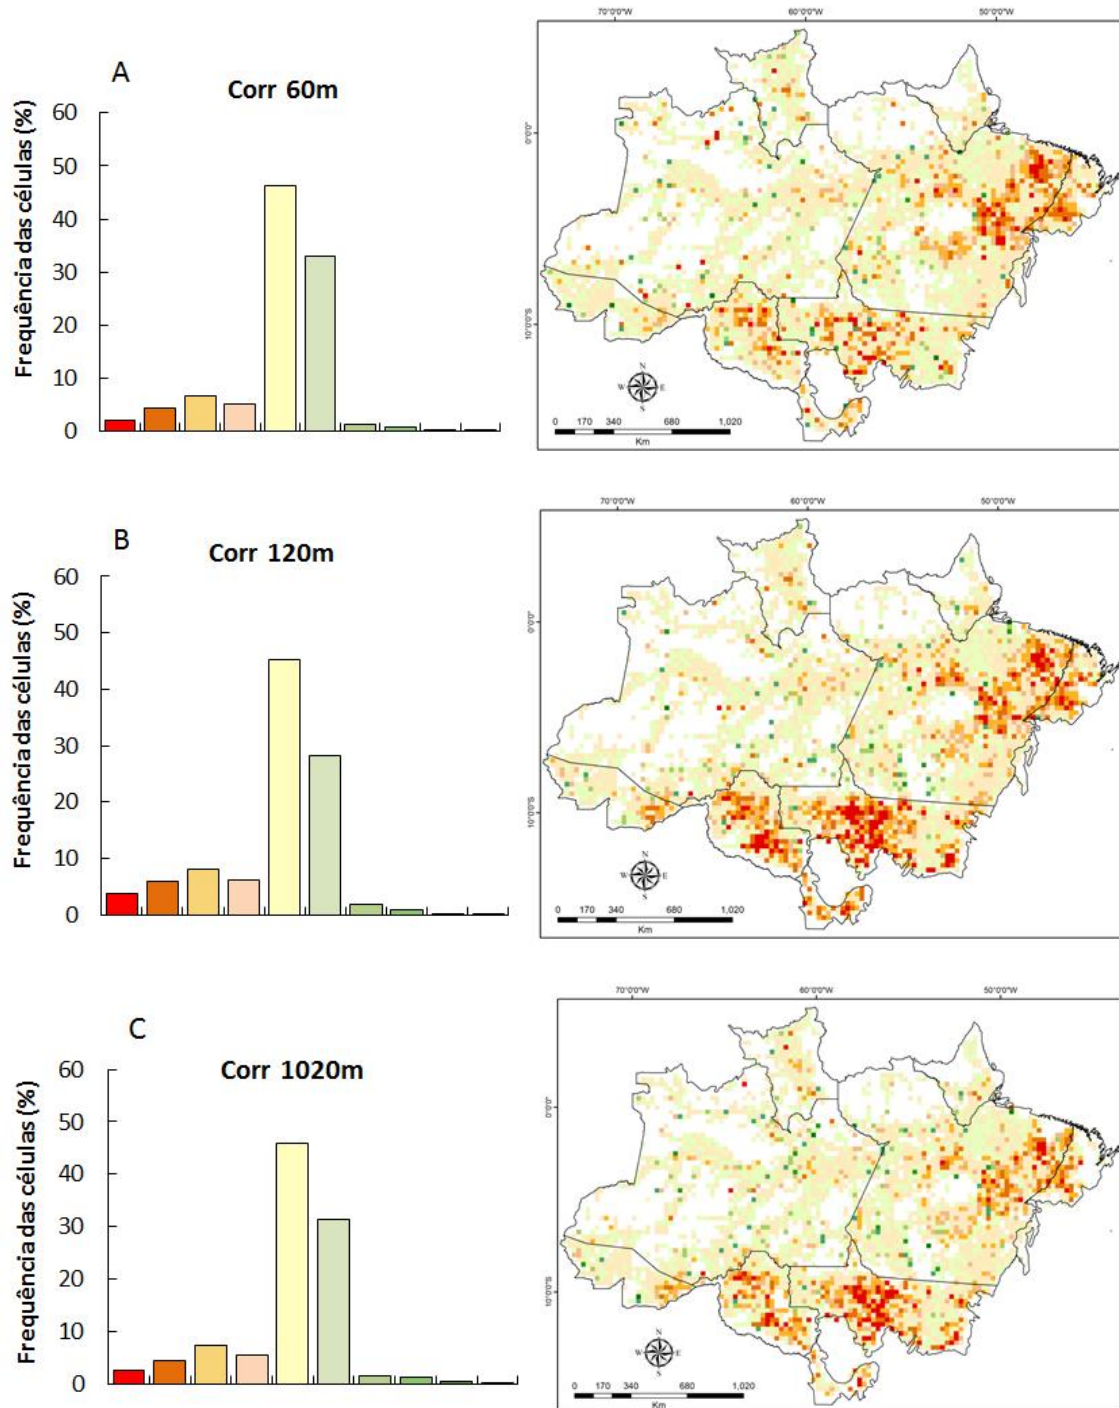 A
Corr 60m
Frequência das células (%)
60
50
40
30
20
10
0
70°0'0"W 60°0'0"W 50°0'0"W
0°0'0"
10°0'0"S
N
W E
S
0 170 340 680 1,020
Km
B
Corr 120m
Frequência das células (%)
60
50
40
30
20
10
0
70°0'0"W 60°0'0"W 50°0'0"W
0°0'0"
10°0'0"S
N
W E
S
0 170 340 680 1,020
Km
C
Corr 1020m
Frequência das células (%)
60
50
40
30
20
10
0
70°0'0"W 60°0'0"W 50°0'0"W
0°0'0"
10°0'0"S
N
W E
S
0 170 340 680 1,020
Km